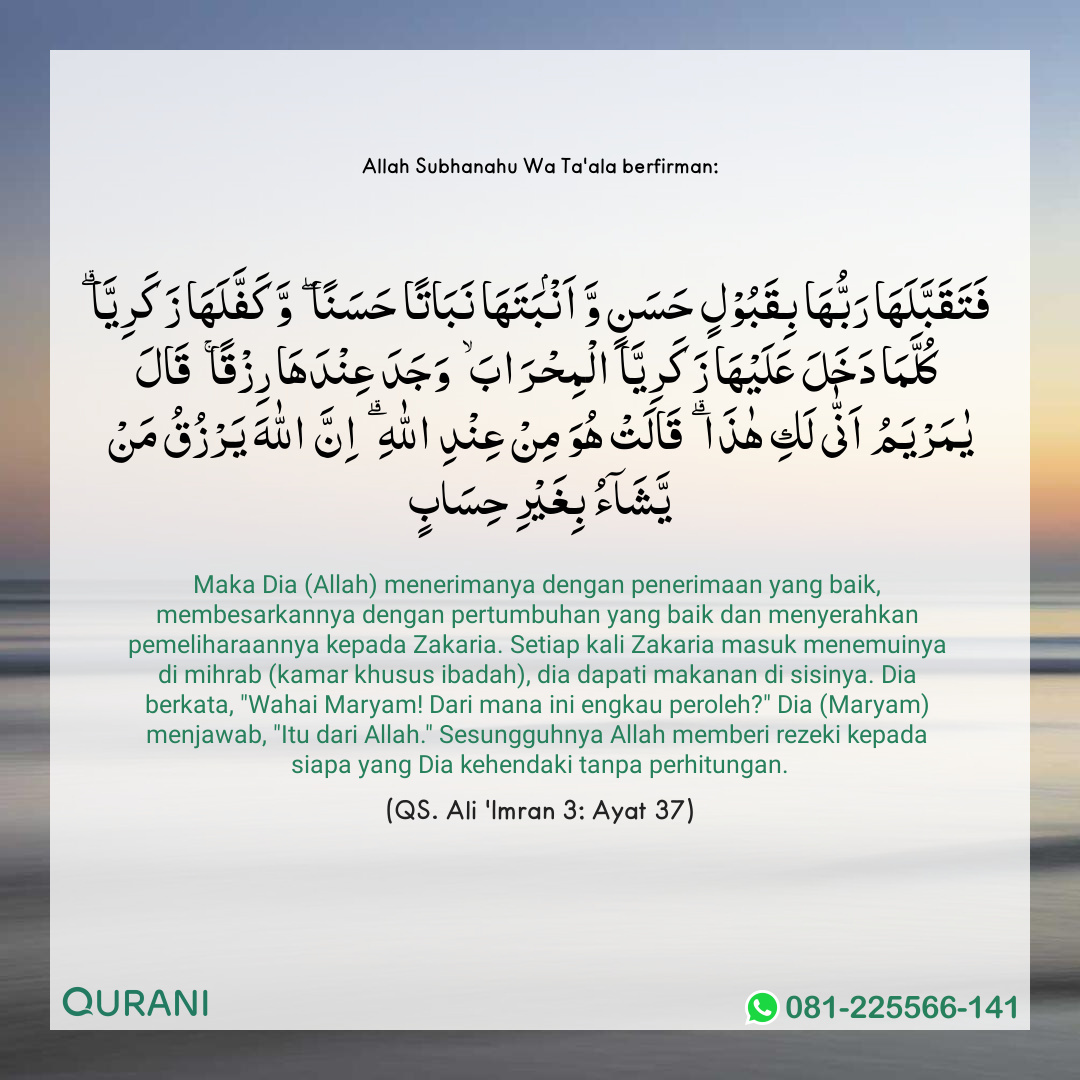 Allah Subhanahu Wa Ta'ala berfirman:
فَتَقَبَّلَهَا رَبُّهَا بِقَبُوْلٍ حَسَنٍ وَّاَنْۢبَتَهَا نَبَاتًا حَسَنًاۖ وَّكَفَّلَهَا زَكَرِيَّاۗ
كُلَّمَا دَخَلَ عَلَيْهَا زَكَرِيَّا الْمِحْرَابَۙ وَجَدَ عِنْدَهَا رِزْقًاۚ قَالَ
يٰمَرْيَمُ اَنّٰى لَكِ هٰذَاۗ قَالَتْ هُوَ مِنْ عِنْدِ اللّٰهِۗ اِنَّ اللّٰهَ يَرْزُقُ مَنْ
يَّشَآءُ بِغَيْرِ حِسَابٍ
Maka Dia (Allah) menerimanya dengan penerimaan yang baik,
membesarkannya dengan pertumbuhan yang baik dan menyerahkan
pemeliharaannya kepada Zakaria. Setiap kali Zakaria masuk menemuinya
di mihrab (kamar khusus ibadah), dia dapati makanan di sisinya. Dia
berkata, "Wahai Maryam! Dari mana ini engkau peroleh?" Dia (Maryam)
menjawab, "Itu dari Allah." Sesungguhnya Allah memberi rezeki kepada
siapa yang Dia kehendaki tanpa perhitungan.
(QS. Ali 'Imran 3: Ayat 37)
QURANI
081-225566-141